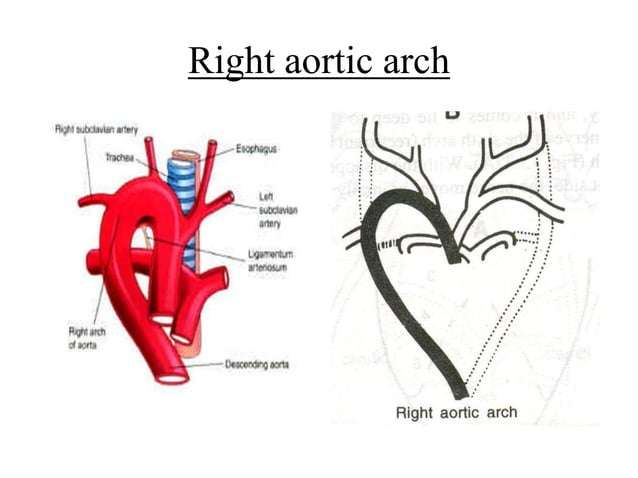 Right aortic arch
Right subclavian artery
Trachea
Esophagus
Left
subclavian
artery
Ligamentum
arteriosum
Right arch
of aorta
Descending aorta
Right aortic arch